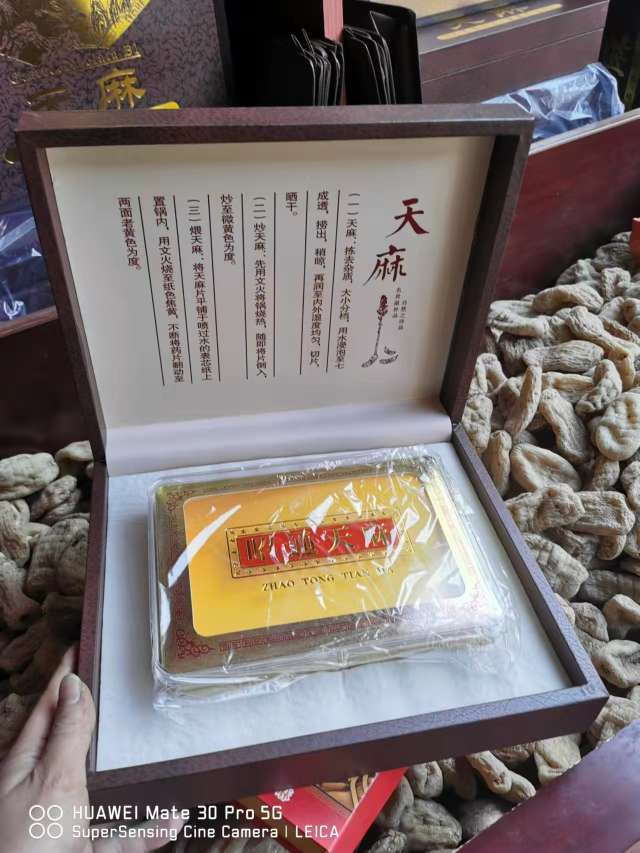 天麻
(一)天麻:拣去杂质,大小分档,用水浸泡至七
成透,捞出,稍晾,再润至内外湿度均匀,切片,
晒干。
(二)炒天麻:先用文火将锅烧热,随即将片倒入,
炒至微黄色为度。
(三)煨天麻:将天麻片平铺于喷过水的表芯纸上
置锅内,用文火烧至纸色焦黄,不断将药片翻动至
两面老黄色为度。
昭通天麻
ZHAO TONG TIAN MA
麻
天麻
HUAWEI Mate 30 Pro 5G
SuperSensing Cine Camera | LEICA